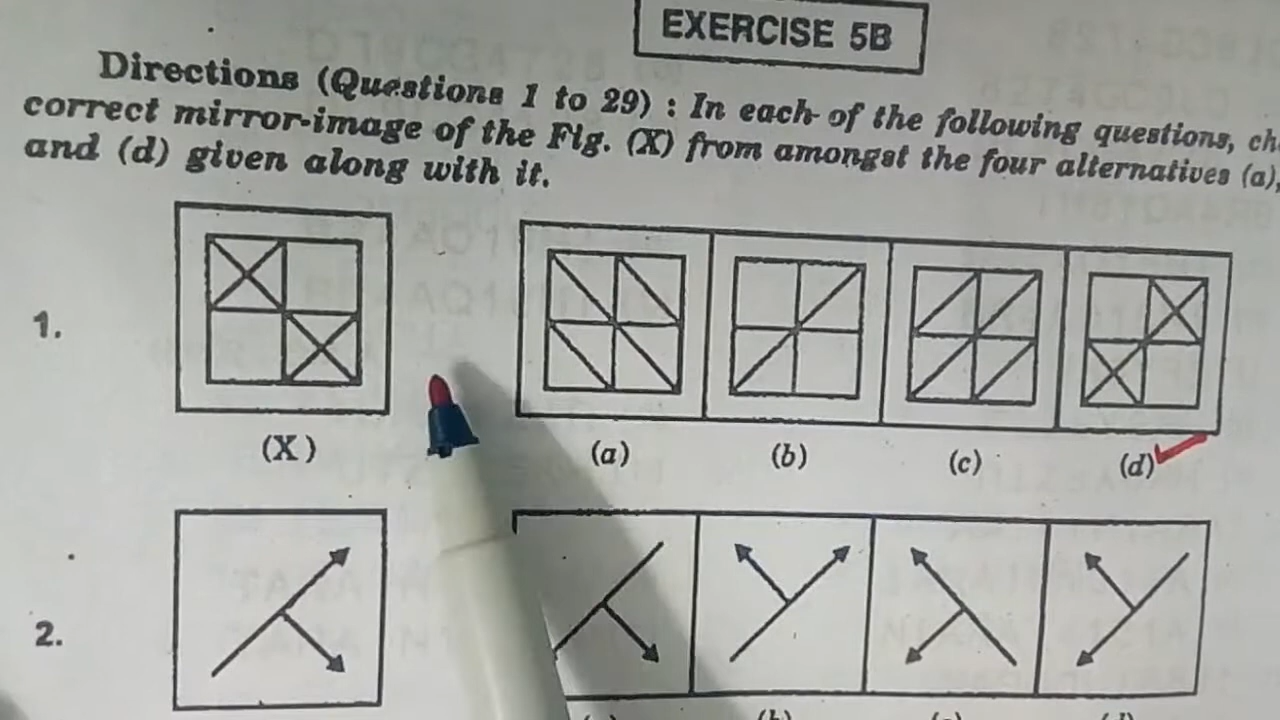 EXERCISE 5B
Directions (Questions 1 to 29) : In each of the following questions,
correct mirror-image of the Fig. (X) from amongst the four alternatives (a),
and (d) given along with it.
1.
(X) (a) (b) (c) (d)
2.